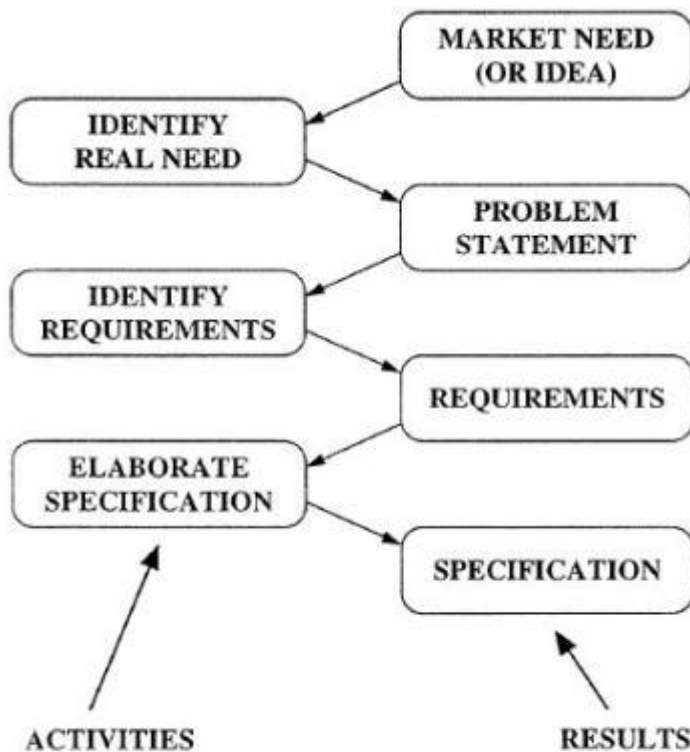 MARKET NEED
(OR IDEA)
IDENTIFY
REAL NEED
PROBLEM
STATEMENT
IDENTIFY
REQUIREMENTS
REQUIREMENTS
ELABORATE
SPECIFICATION
SPECIFICATION
ACTIVITIES
RESULTS